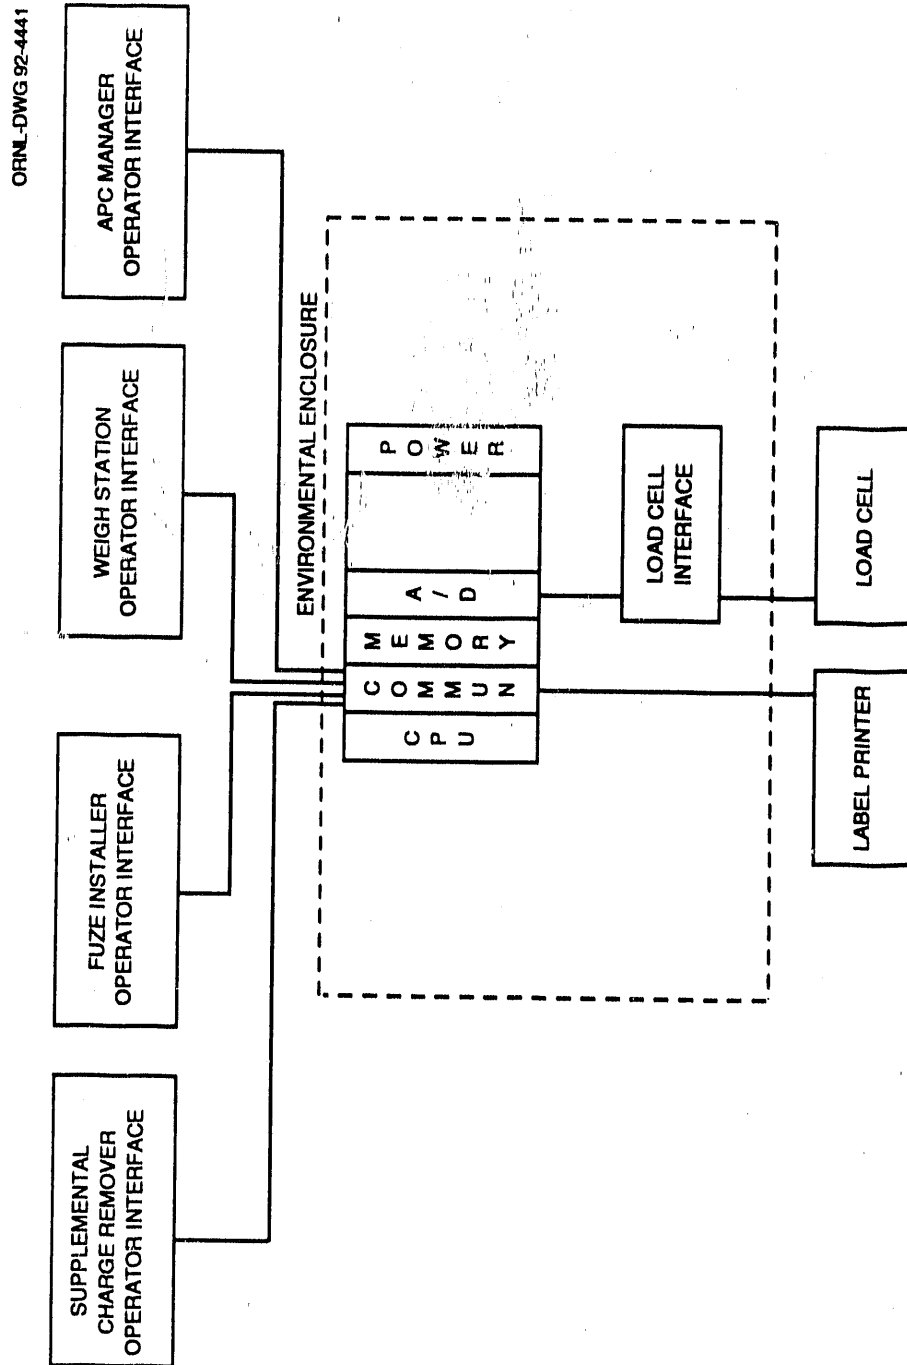 ORNL-DWG 92-4441
SUPPLEMENTAL
CHARGE REMOVER
OPERATOR INTERFACE
FUZE INSTALLER
OPERATOR INTERFACE
WEIGH STATION
OPERATOR INTERFACE
APC MANAGER
OPERATOR INTERFACE
ENVIRONMENTAL ENCLOSURE
CPU
COMMUN
MEMORY
A/D
POWER
LOAD CELL
INTERFACE
LABEL PRINTER
LOAD CELL